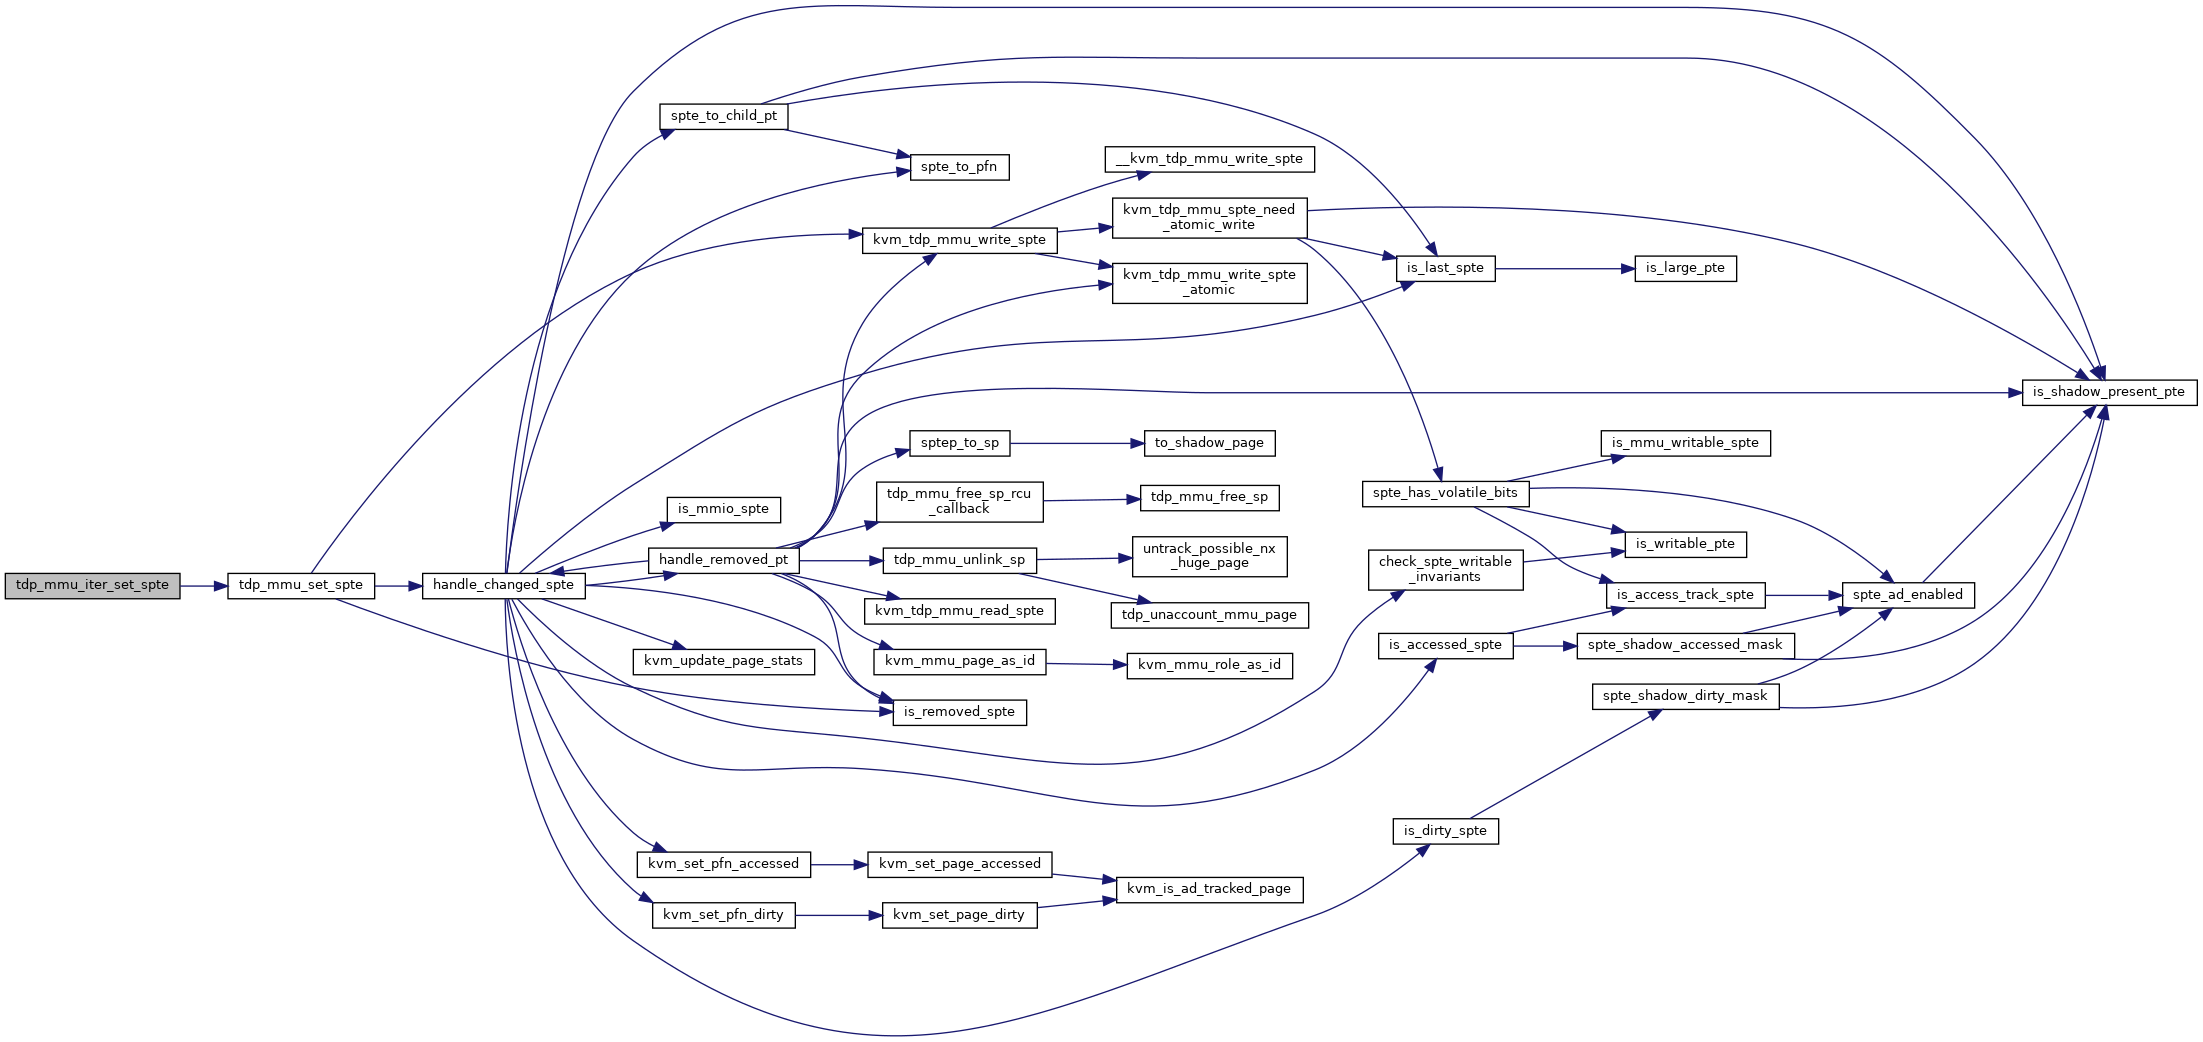 spte_to_child_pt
__kvm_tdp_mmu_write_spte
spte_to_pfn
kvm_tdp_mmu_spte_need
_atomic_write
kvm_tdp_mmu_write_spte
is_last_spte
is_large_pte
kvm_tdp_mmu_write_spte
_atomic
is_shadow_present_pte
sptep_to_sp
to_shadow_page
is_mmu_writable_spte
spte_has_volatile_bits
tdp_mmu_free_sp_rcu
_callback
tdp_mmu_free_sp
is_mmio_spte
is_writable_pte
untrack_possible_nx
_huge_page
handle_removed_pt
tdp_mmu_unlink_sp
check_spte_writable
_invariants
tdp_mmu_iter_set_spte
tdp_mmu_set_spte
handle_changed_spte
is_access_track_spte
spte_ad_enabled
kvm_tdp_mmu_read_spte
tdp_unaccount_mmu_page
is_accessed_spte
spte_shadow_accessed_mask
kvm_update_page_stats
kvm_mmu_page_as_id
kvm_mmu_role_as_id
spte_shadow_dirty_mask
is_removed_spte
is_dirty_spte
kvm_set_pfn_accessed
kvm_set_page_accessed
kvm_is_ad_tracked_page
kvm_set_pfn_dirty
kvm_set_page_dirty